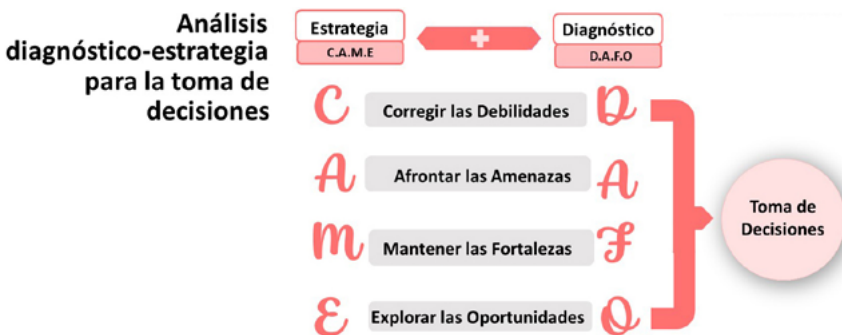 Análisis
diagnóstico-estrategia
para la toma de
decisiones
Estrategia
C.A.M.E
+
Diagnóstico
D.A.F.O
C Corregir las Debilidades D
A Afrontar las Amenazas A
M Mantener las Fortalezas F
E Explorar las Oportunidades O
Toma de
Decisiones